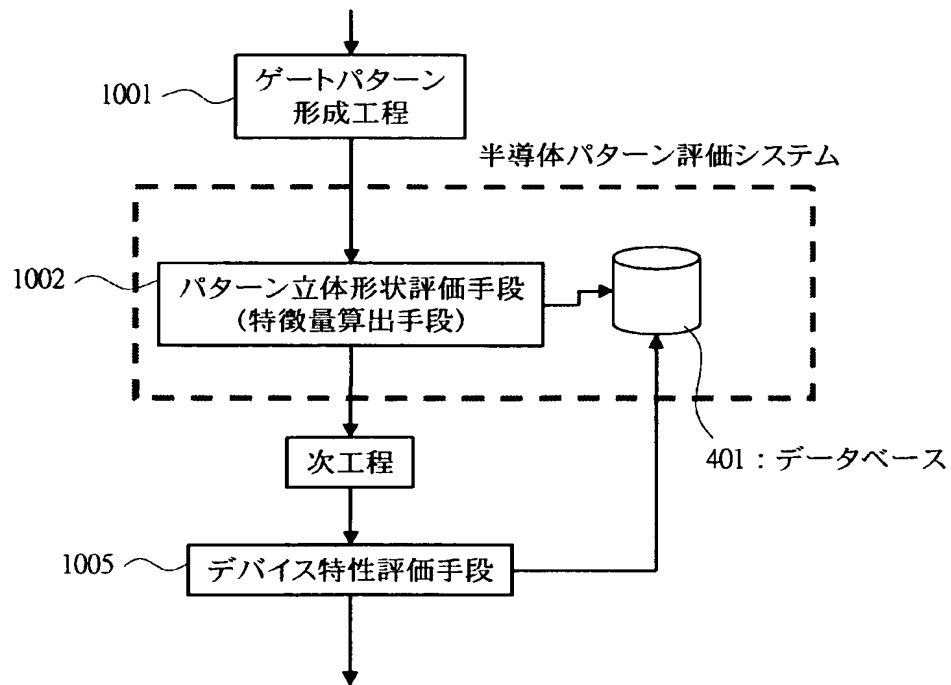 1001
ゲートパターン
形成工程
半導体パターン評価システム
1002
パターン立体形状評価手段
(特徴量算出手段)
次工程
401：データベース
1005
デバイス特性評価手段